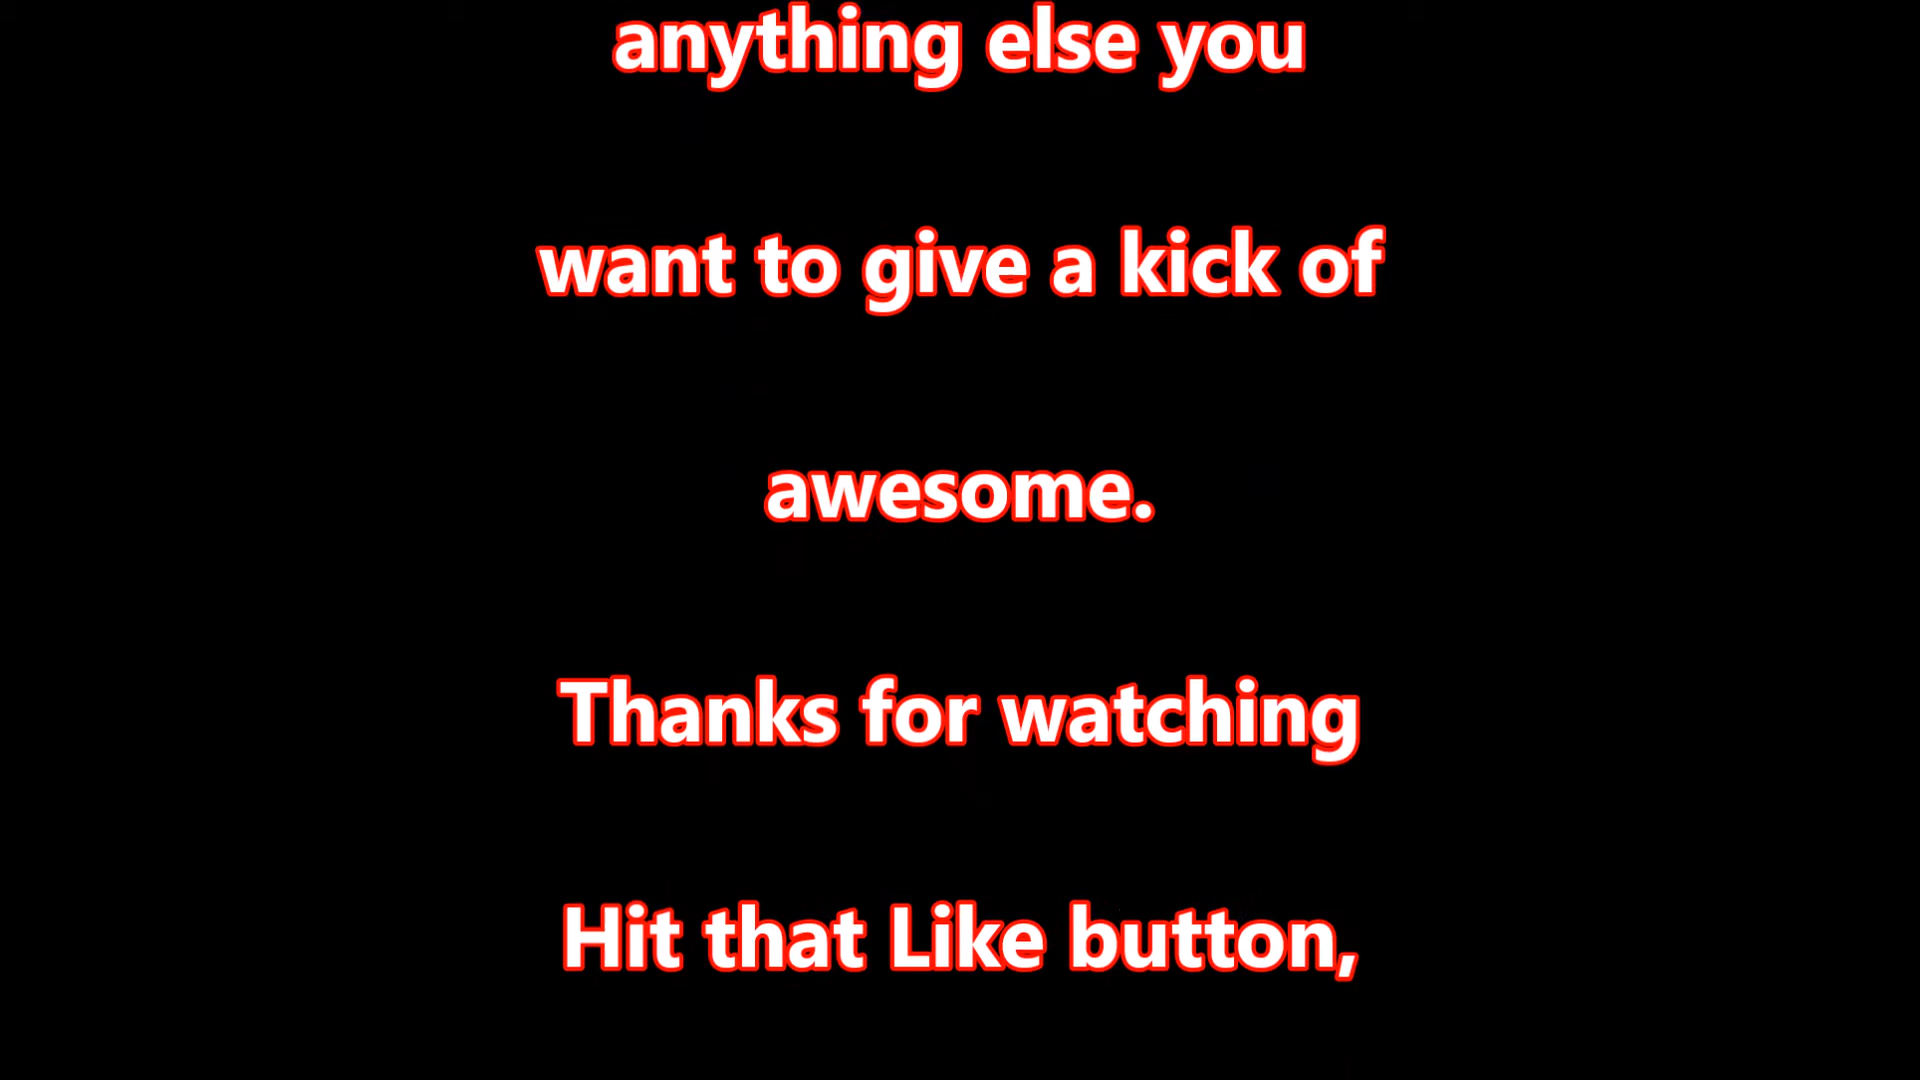 anything else you
want to give a kick of
awesome.
Thanks for watching
Hit that Like button,